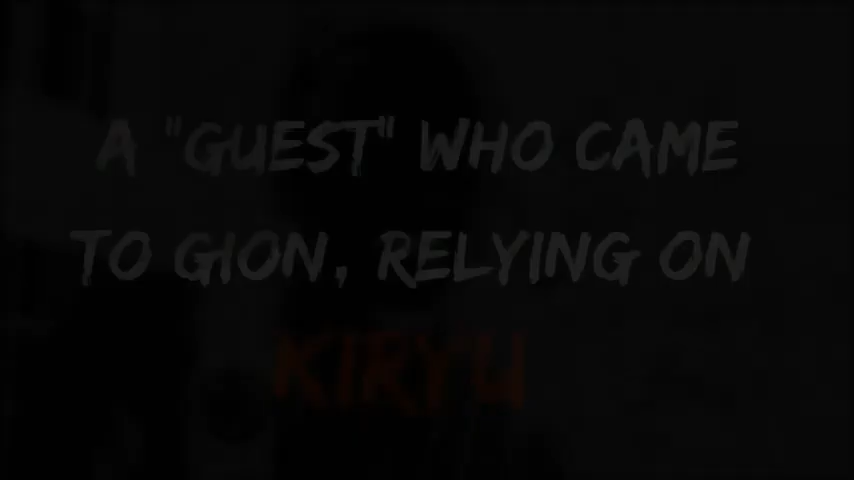 A "GUEST" WHO CAME
TO GION, RELYING ON
KIRYU